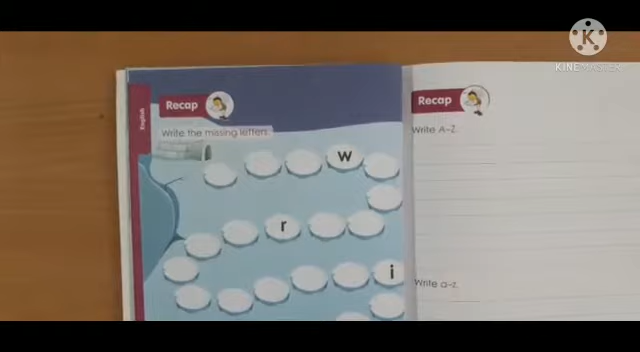 K
KINEMASTER
Recap
Recap
English
Write the missing letters.
Write A–Z.
w
r
i
Write a–z.